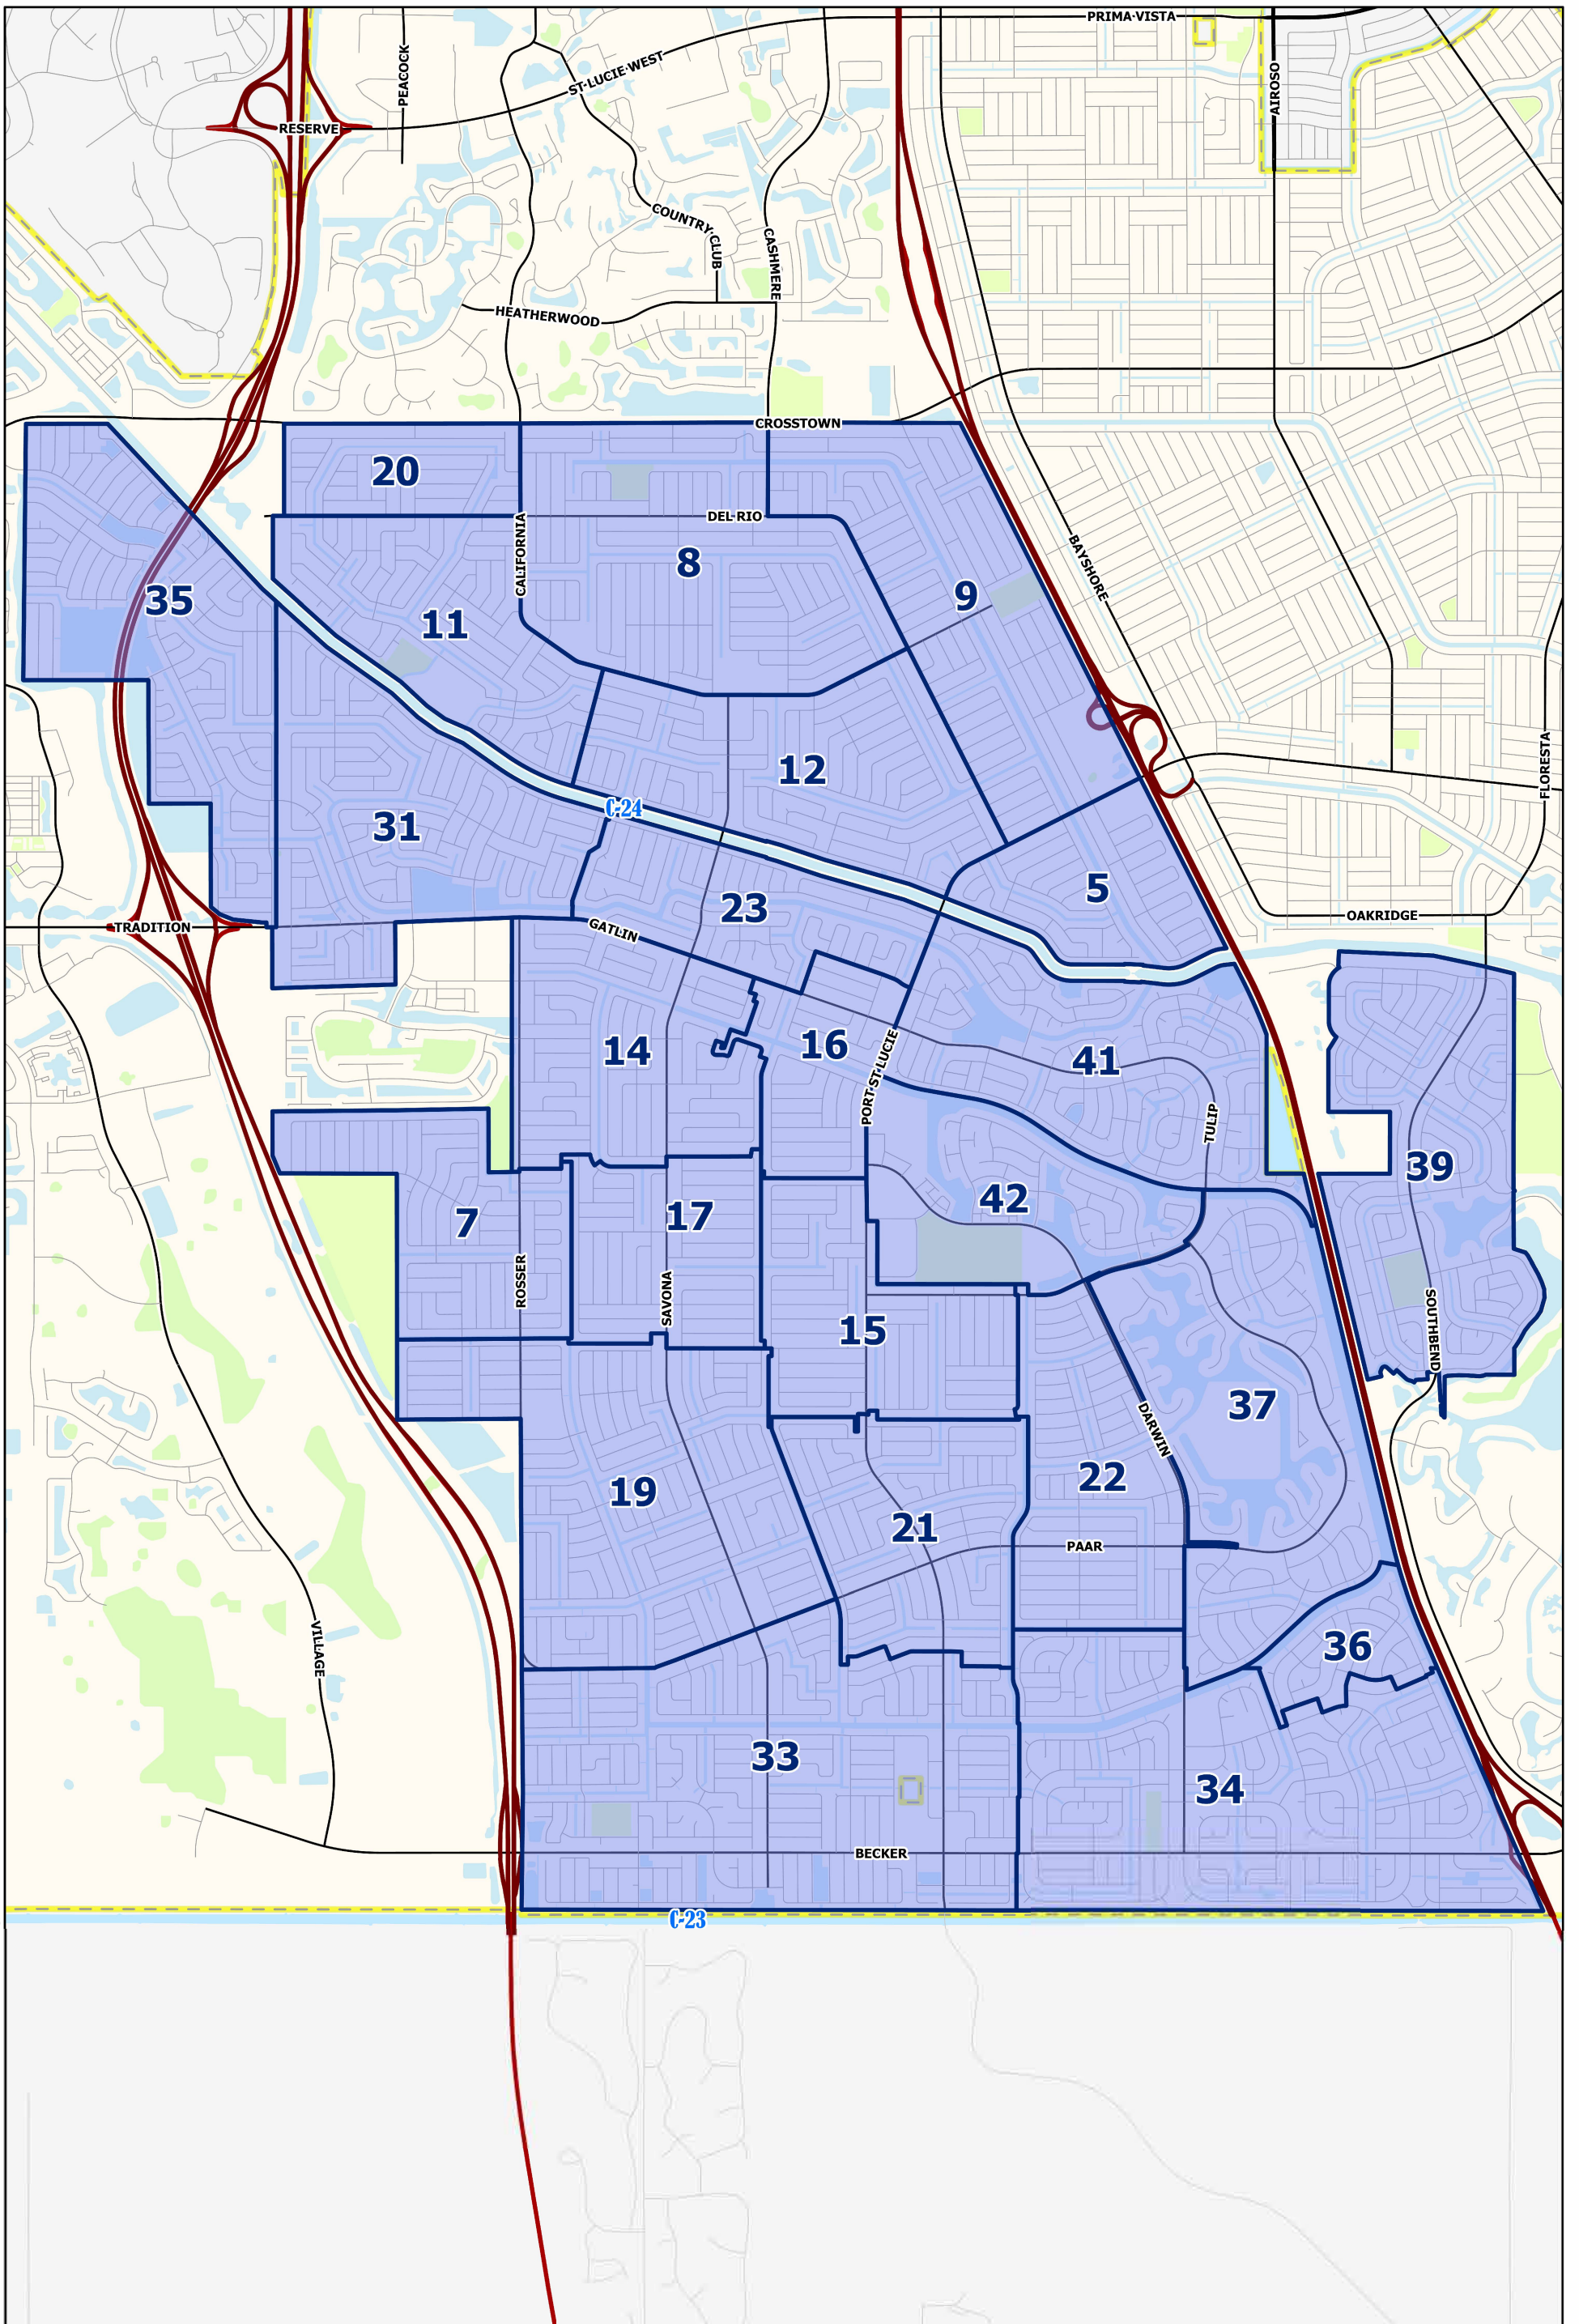 PRIMA VISTA
PEACOCK
ST LUCIE WEST
AIROSO
RESERVE
COUNTRY CLUB
CASHMERE
HEATHERWOOD
CROSSTOWN
20
DEL RIO
CALIFORNIA
8
BAYSHORE
35
9
11
FLORESTA
12
C-24
31
5
23
OAKRIDGE
TRADITION
GATLIN
14
16
41
PORT ST LUCIE
TULIP
39
42
7
17
ROSSER
SAVONA
SOUTHBEND
15
37
DARWIN
22
19
21
PAAR
VILLAGE
36
33
34
BECKER
C-23